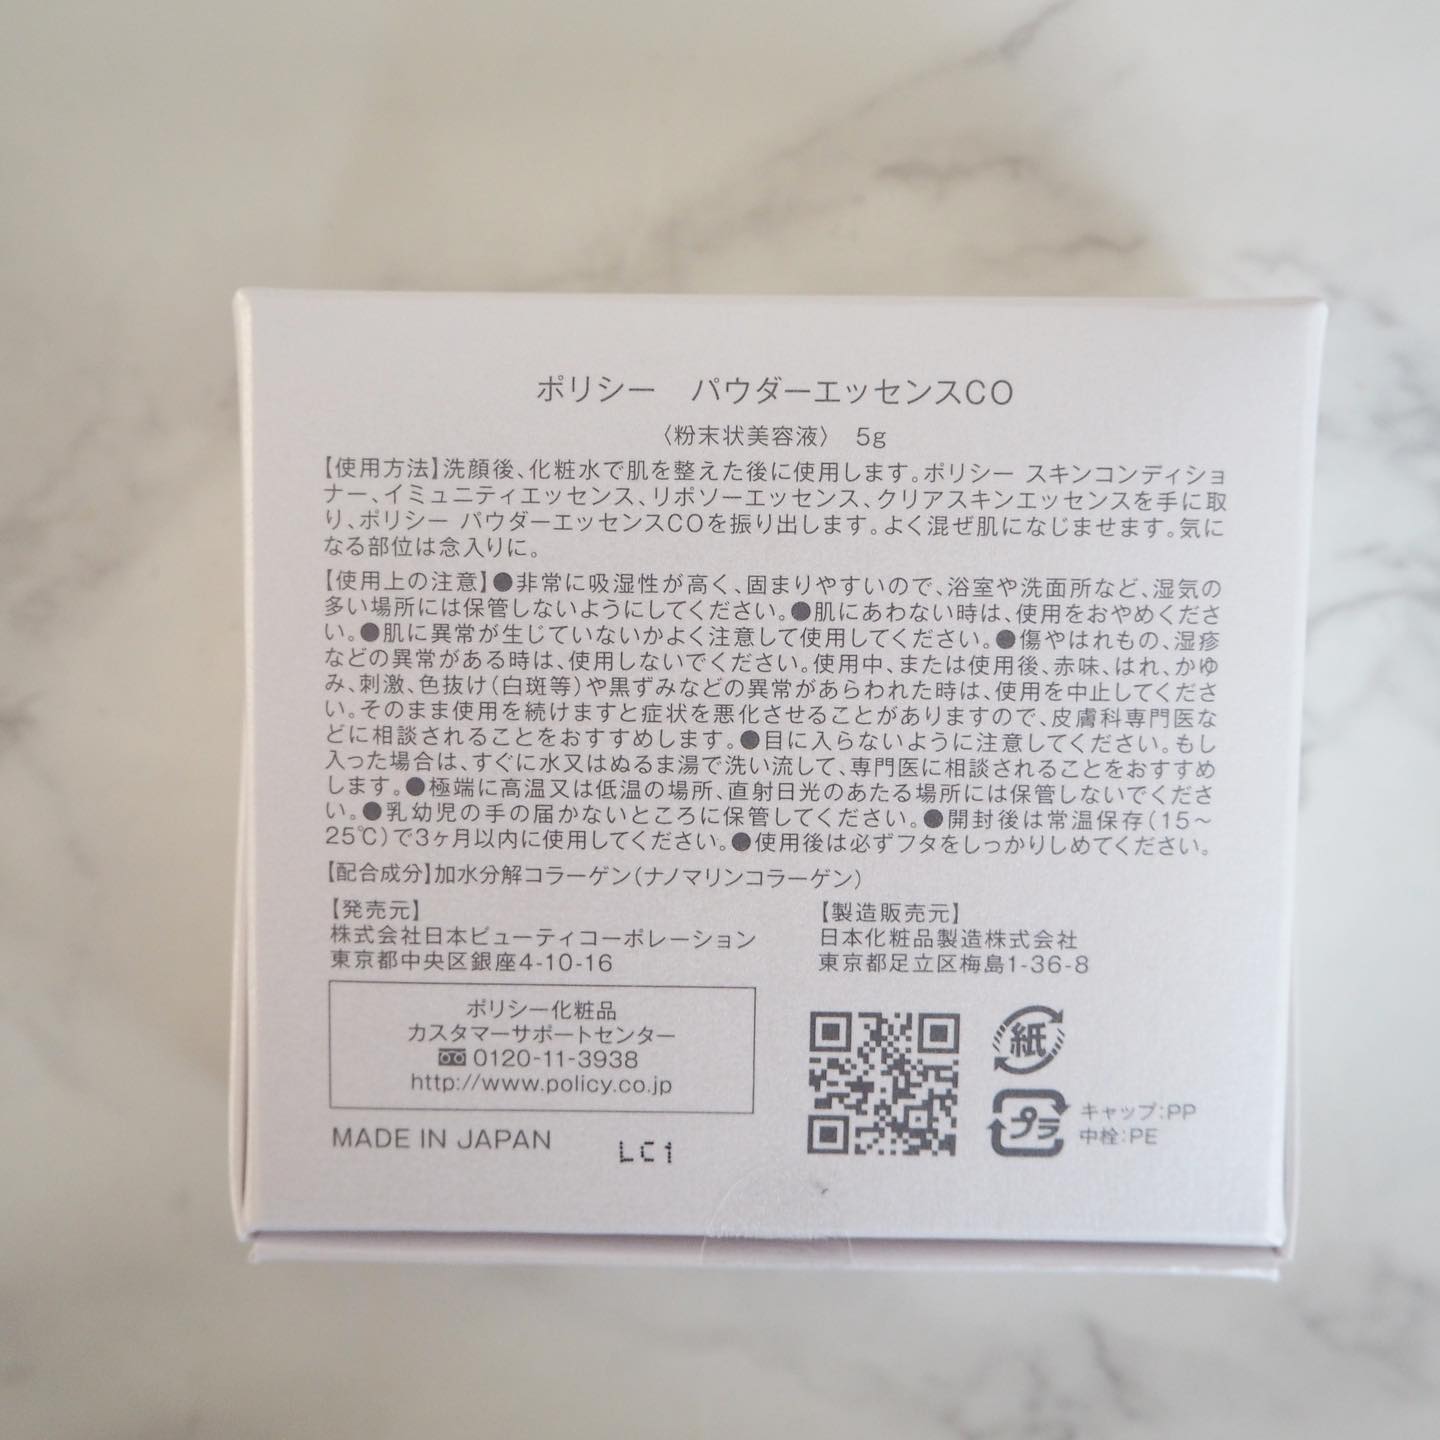 ポリシー　パウダーエッセンスCO
〈粉末状美容液〉 5g
【使用方法】洗顔後、化粧水で肌を整えた後に使用します。ポリシー スキンコンディショ
ナー、イミュニティエッセンス、リポソーエッセンス、クリアスキンエッセンスを手に取
り、ポリシー パウダーエッセンスCOを振り出します。よく混ぜ肌になじませます。気に
なる部位は念入りに。
【使用上の注意】●非常に吸湿性が高く、固まりやすいので、浴室や洗面所など、湿気の
多い場所には保管しないようにしてください。●肌にあわない時は、使用をおやめくださ
い。●肌に異常が生じていないかよく注意して使用してください。●傷やはれもの、湿疹
などの異常がある時は、使用しないでください。使用中、または使用後、赤味、はれ、かゆ
み、刺激、色抜け(白斑等)や黒ずみなどの異常があらわれた時は、使用を中止してくださ
い。そのまま使用を続けますと症状を悪化させることがありますので、皮膚科専門医な
どに相談されることをおすすめします。●目に入らないように注意してください。もし
入った場合は、すぐに水又はぬるま湯で洗い流して、専門医に相談されることをおすすめ
します。●極端に高温又は低温の場所、直射日光のあたる場所には保管しないでくださ
い。●乳幼児の手の届かないところに保管してください。●開封後は常温保存(15～
25℃)で3ヶ月以内に使用してください。●使用後は必ずフタをしっかりしめてください。
【配合成分】加水分解コラーゲン(ナノマリンコラーゲン)
【発売元】
株式会社日本ビューティコーポレーション
東京都中央区銀座4-10-16
【製造販売元】
日本化粧品製造株式会社
東京都足立区梅島1-36-8
ポリシー化粧品
カスタマーサポートセンター
0120-11-3938
http://www.policy.co.jp
MADE IN JAPAN
LC1
紙
プラ
キャップ:PP
中栓:PE